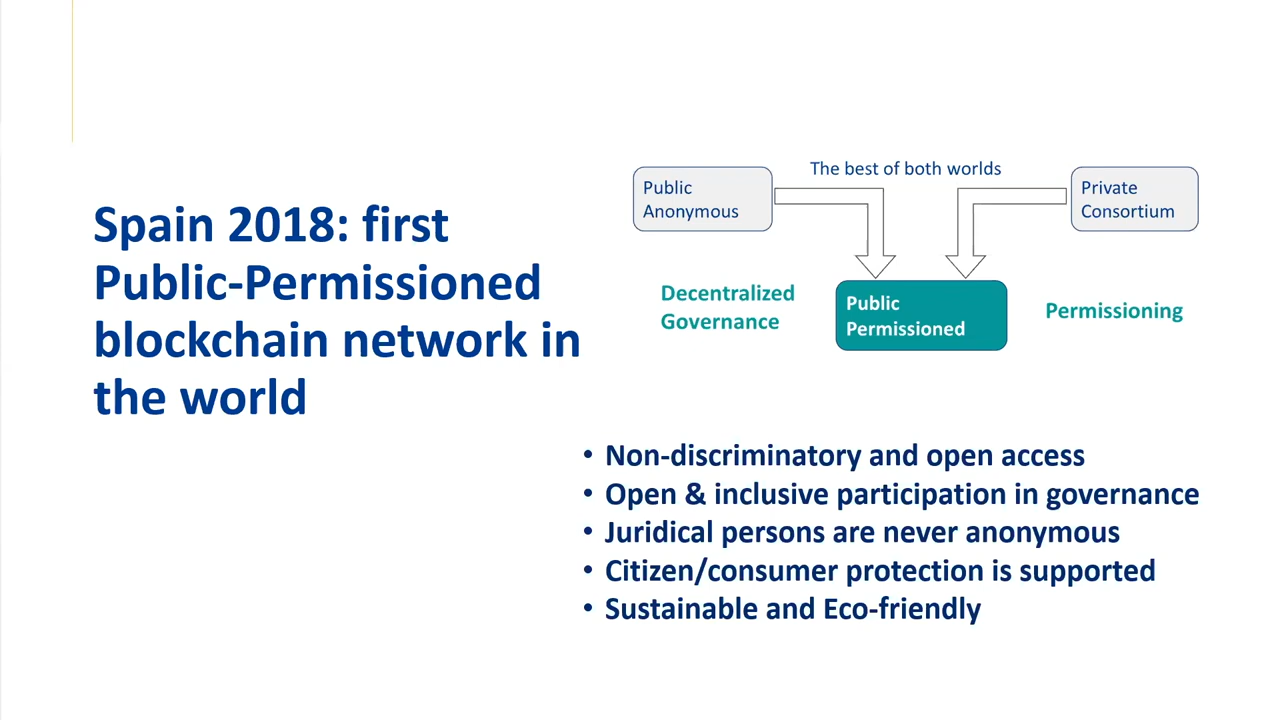 Spain 2018: first
Public-Permissioned
blockchain network in
the world
The best of both worlds
Public
Anonymous
Private
Consortium
Decentralized
Governance
Public
Permissioned
Permissioning
• Non-discriminatory and open access
• Open & inclusive participation in governance
• Juridical persons are never anonymous
• Citizen/consumer protection is supported
• Sustainable and Eco-friendly